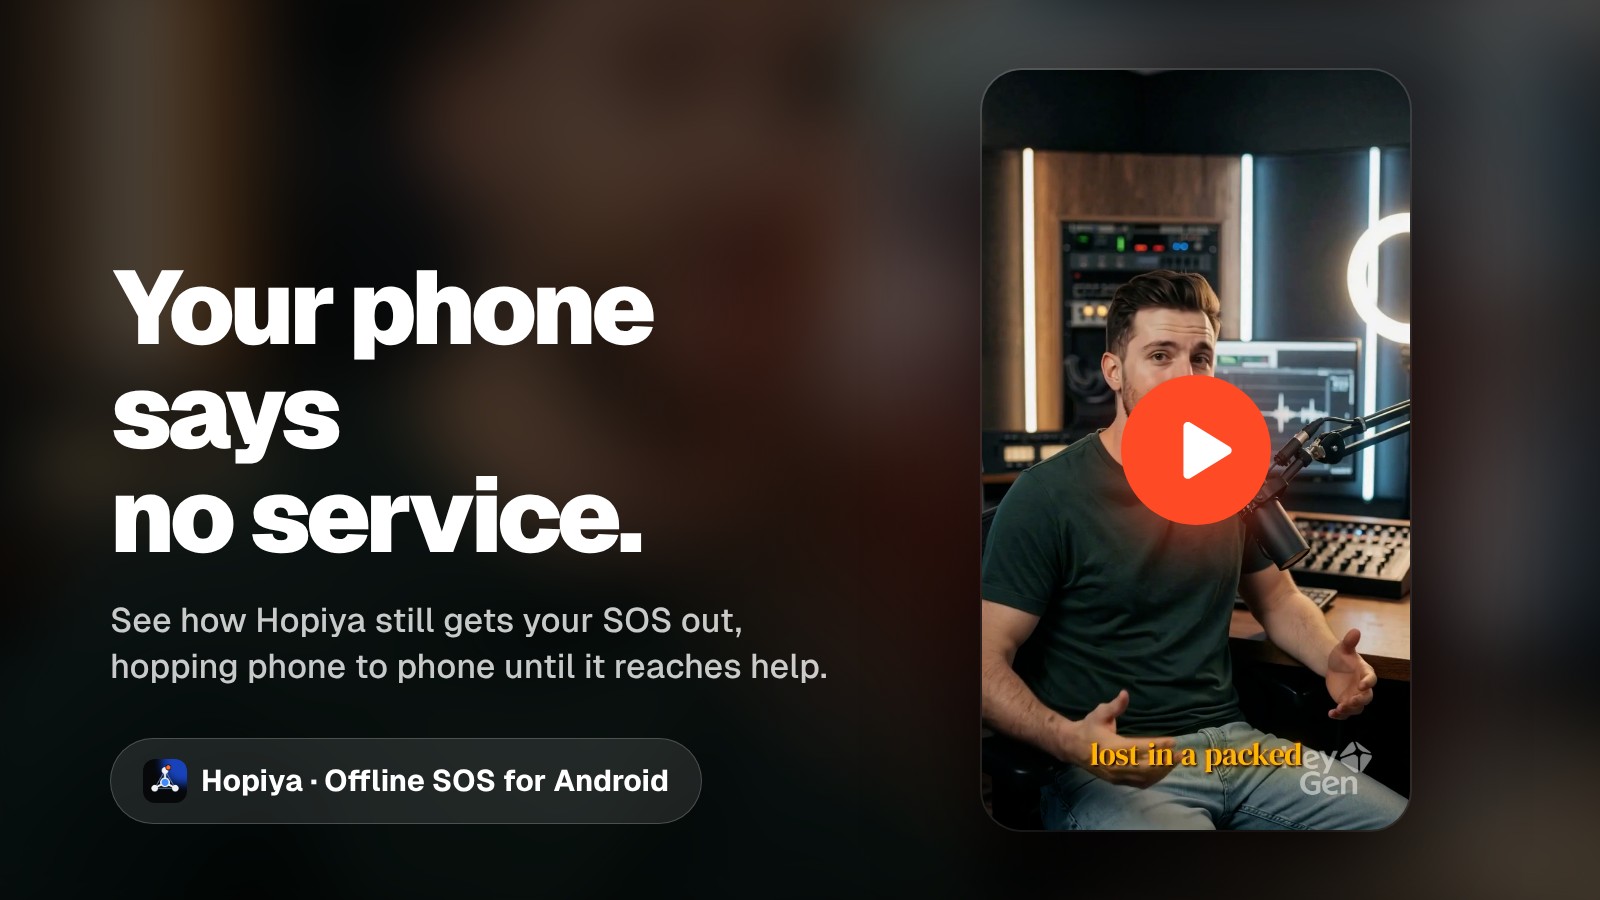 Your phone
says
no service.
See how Hopiya still gets your SOS out,
hopping phone to phone until it reaches help.
Hopiya · Offline SOS for Android
lost in a packed
ey
Gen